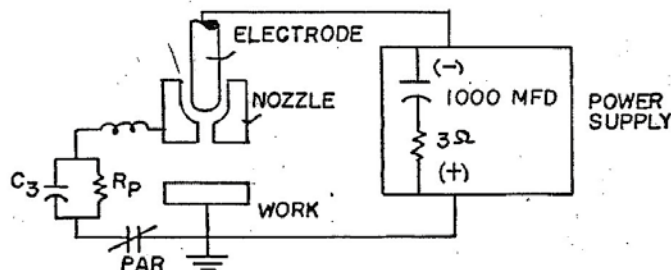 ELECTRODE
(-)
1000 MFD
NOZZLE
POWER
SUPPLY
3Ω
(+)
C3
RP
WORK
PAR